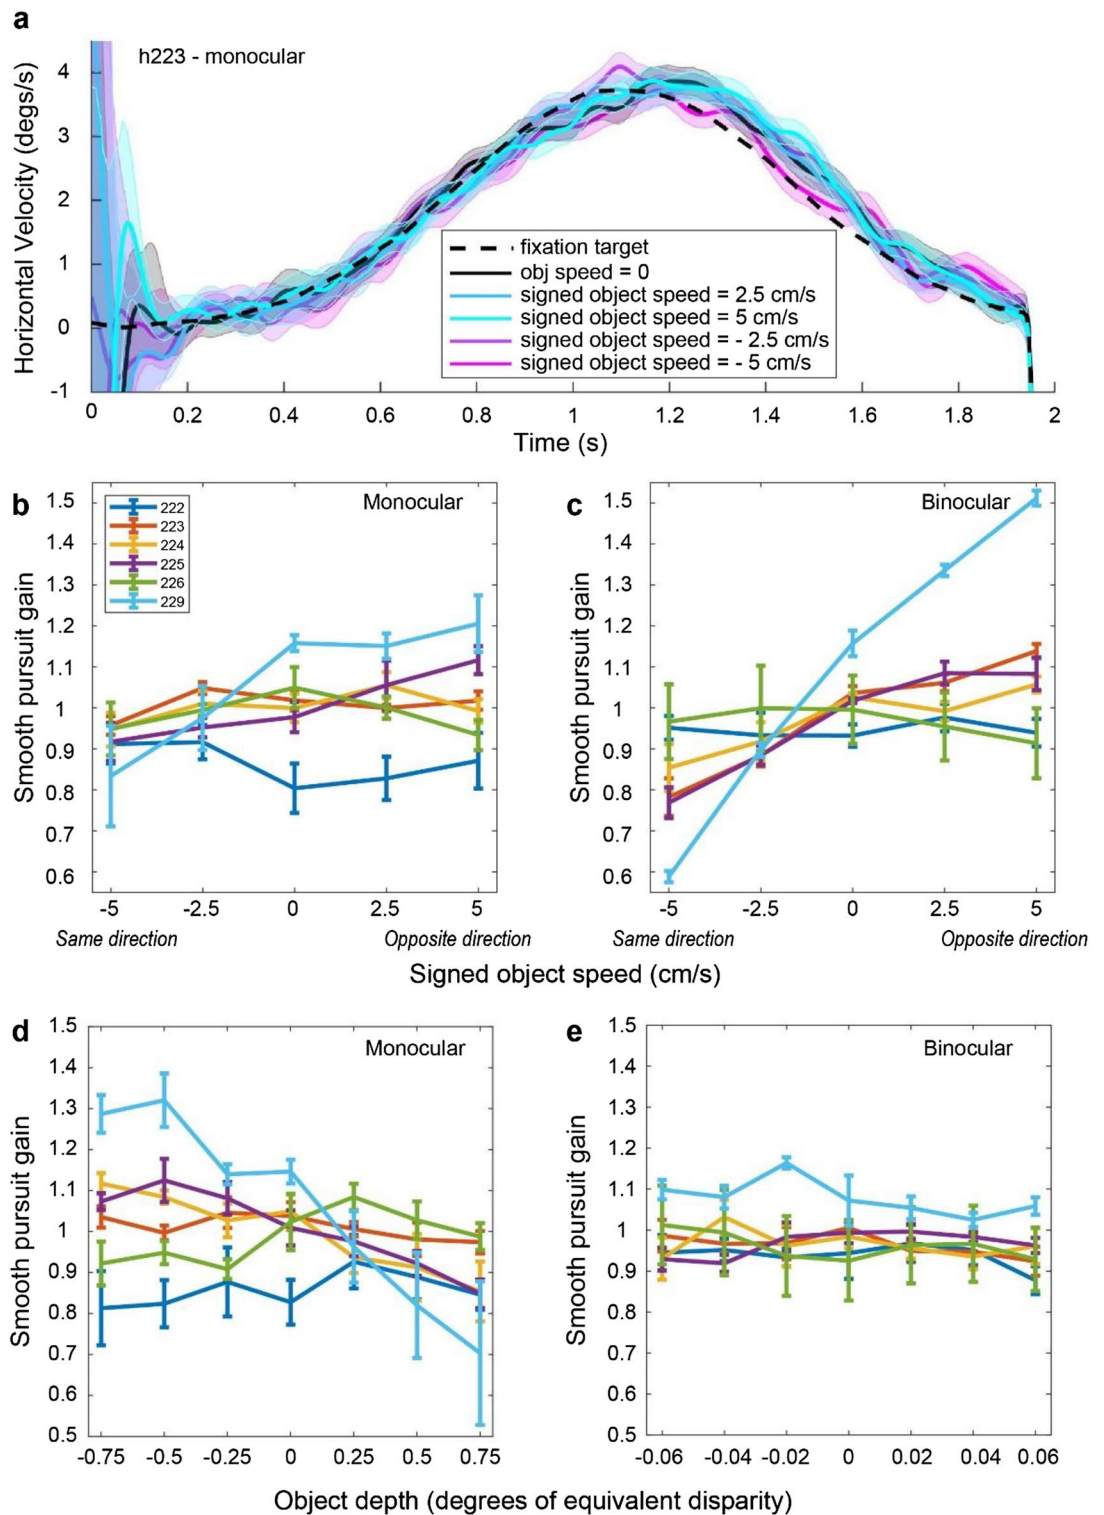 a
h223 - monocular
Horizontal Velocity (degs/s)
4
3
2
1
0
-1
fixation target
obj speed = 0
signed object speed = 2.5 cm/s
signed object speed = 5 cm/s
signed object speed = - 2.5 cm/s
signed object speed = - 5 cm/s
0 0.2 0.4 0.6 0.8 1 1.2 1.4 1.6 1.8 2
Time (s)
b
Monocular
222
223
224
225
226
229
Smooth pursuit gain
1.5
1.4
1.3
1.2
1.1
1
0.9
0.8
0.7
0.6
-5 -2.5 0 2.5 5
Same direction Opposite direction
c
Binocular
Smooth pursuit gain
1.5
1.4
1.3
1.2
1.1
1
0.9
0.8
0.7
0.6
-5 -2.5 0 2.5 5
Same direction Opposite direction
Signed object speed (cm/s)
d
Monocular
Smooth pursuit gain
1.5
1.4
1.3
1.2
1.1
1
0.9
0.8
0.7
0.6
0.5
-0.75 -0.5 -0.25 0 0.25 0.5 0.75
e
Binocular
Smooth pursuit gain
1.5
1.4
1.3
1.2
1.1
1
0.9
0.8
0.7
0.6
0.5
-0.06 -0.04 -0.02 0 0.02 0.04 0.06
Object depth (degrees of equivalent disparity)